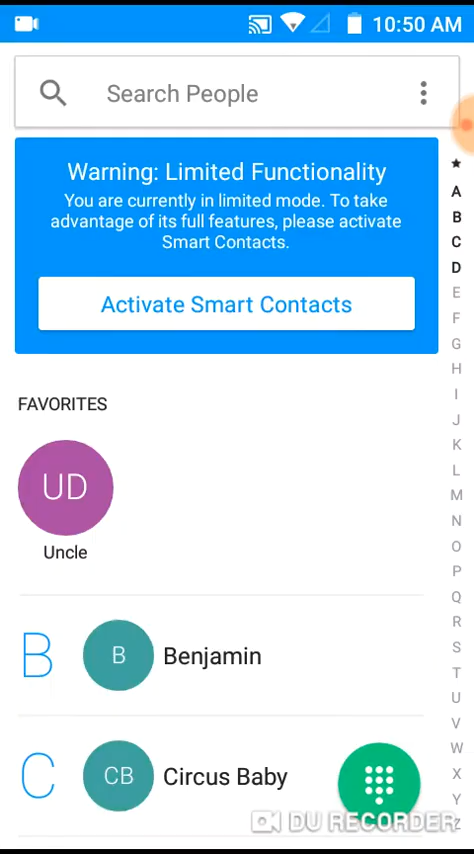 10:50 AM
Search People
Warning: Limited Functionality
You are currently in limited mode. To take
advantage of its full features, please activate
Smart Contacts.
Activate Smart Contacts
FAVORITES
UD
Uncle
B
B
Benjamin
C
CB
Circus Baby
A
B
C
D
E
F
G
H
I
J
K
L
M
N
O
P
Q
R
S
T
U
V
W
X
Y
Z
DU RECORDER